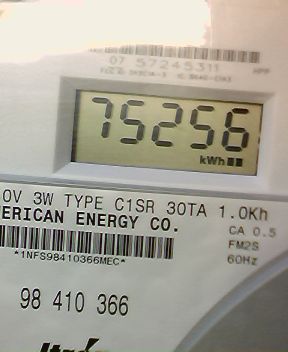 07 57245311
75256
kWh
0V 3W TYPE C1SR 30TA 1.0Kh
ERICAN ENERGY CO.
CA 0.5
FM2S
60Hz
*1NFS98410366MEC*
98 410 366